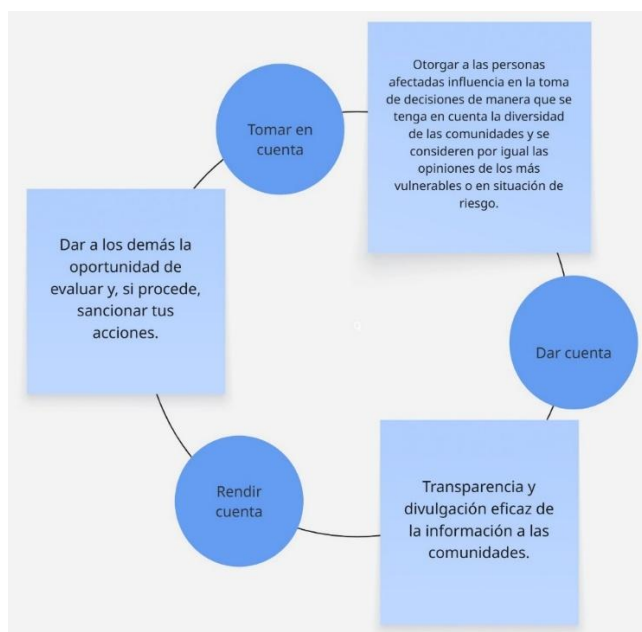 Tomar en
cuenta
Otorgar a las personas
afectadas influencia en la toma
de decisiones de manera que se
tenga en cuenta la diversidad
de las comunidades y se
consideren por igual las
opiniones de los más
vulnerables o en situación de
riesgo.
Dar a los demás la
oportunidad de
evaluar y, si procede,
sancionar tus
acciones.
Dar cuenta
Rendir
cuenta
Transparencia y
divulgación eficaz de
la información a las
comunidades.